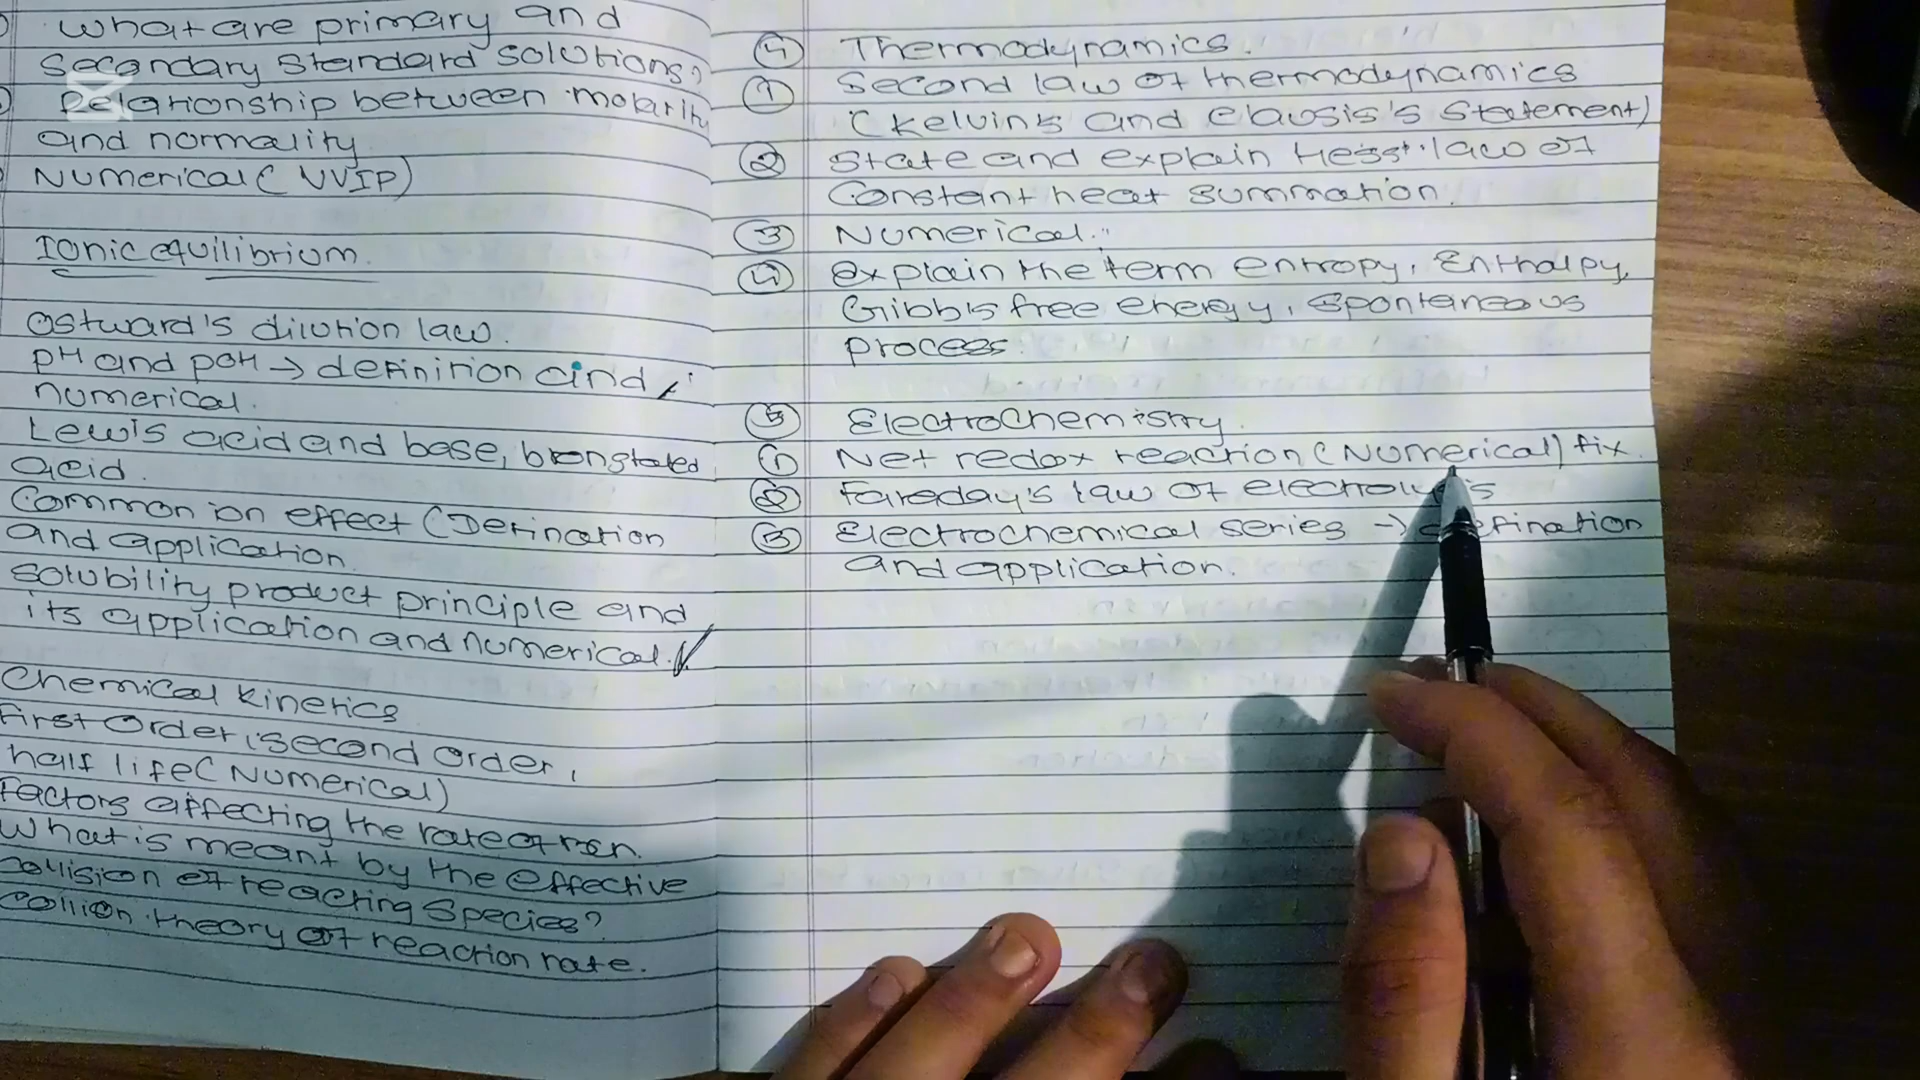 What are primary and
Secondary standard solutions?
Relationship between molarity
and normality
Numerical (VVIP)
Ionic equilibrium.
Ostward's dilution law.
pH and pOH → definition and
numerical.
Lewis acid and base, bronsted
acid.
Common ion effect (Defination
and application.
Solubility product principle and
its application and numerical.
Chemical kinetics
First Order, second order,
half life (Numerical)
Factors affecting the rate of rxn.
What is meant by the effective
collision of reacting species?
Collion theory of reaction rate.
④ Thermodynamics.
① Second law of thermodynamics
(Kelvin's and Clausis's Statement)
② State and explain Hess' law of
Constant heat summation.
③ Numerical.
④ explain the term entropy, Enthalpy,
Gibb's free energy, spontaneous
process.
⑤ Electrochemistry.
① Net redox reaction (Numerical) fix.
② Fareday's law of
③ Electrochemical series → defination
and application.